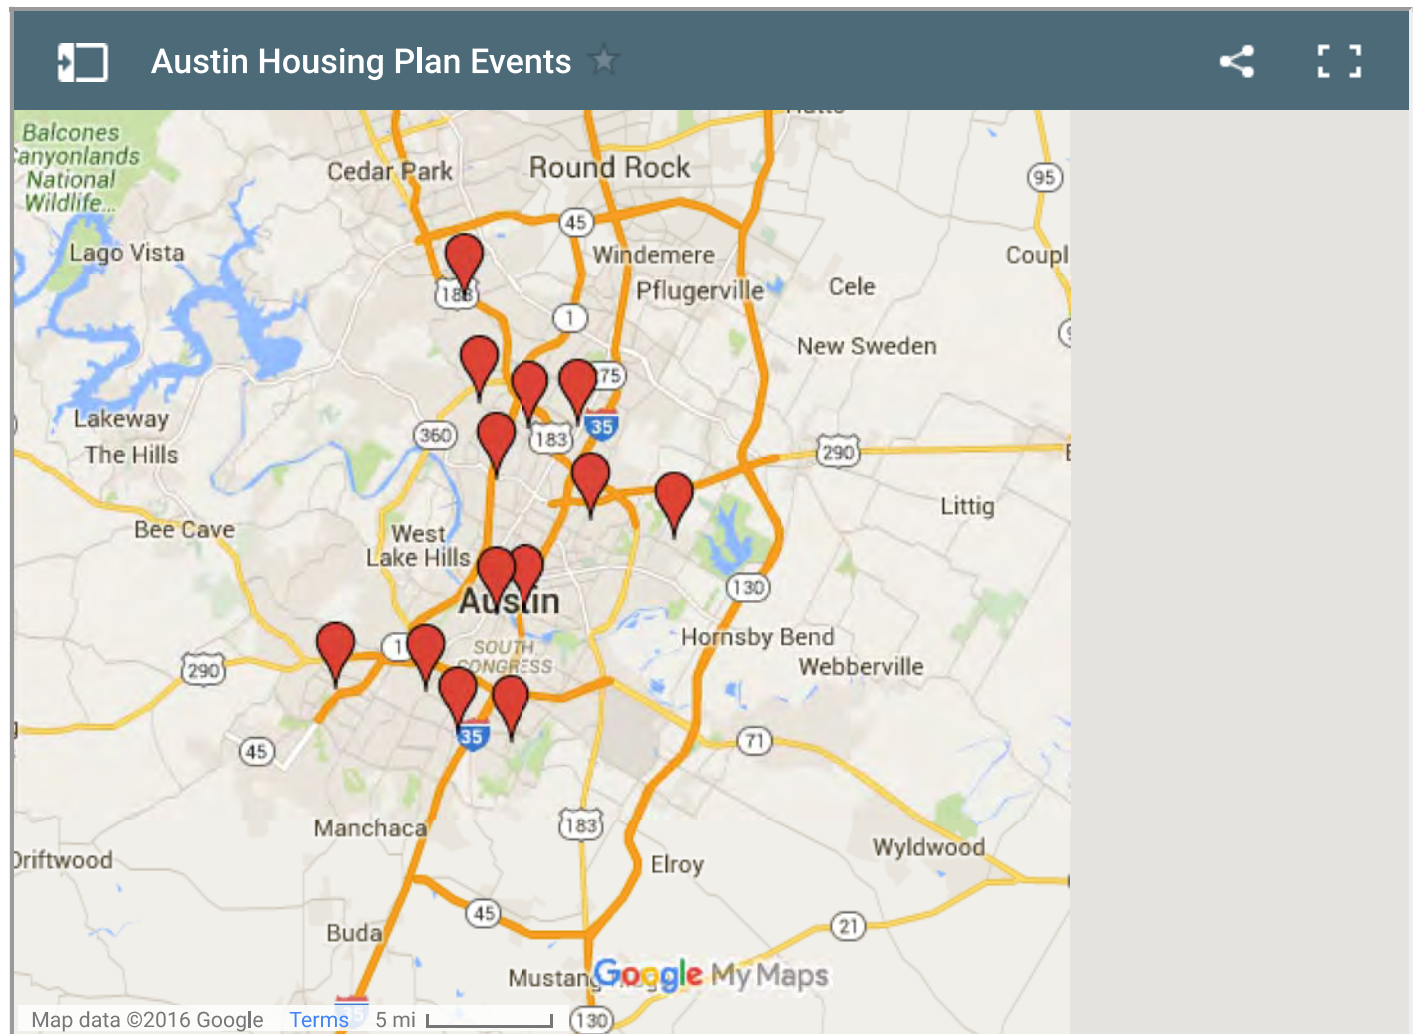 Austin Housing Plan Events
Balcones
Canyonlands
National
Wildlife...
Cedar Park
Round Rock
95
45
Lago Vista
Windemere
Coupl
183
Pflugerville
Cele
1
New Sweden
75
Lakeway
360
183
35
The Hills
290
Littig
Bee Cave
West
Lake Hills
130
Austin
Hornsby Bend
1
SOUTH
CONGRESS
290
Webberville
35
71
45
Manchaca
183
Wyldwood
Driftwood
Elroy
45
21
Buda
Mustang
Google My Maps
35
Map data ©2016 Google Terms 5 mi
130